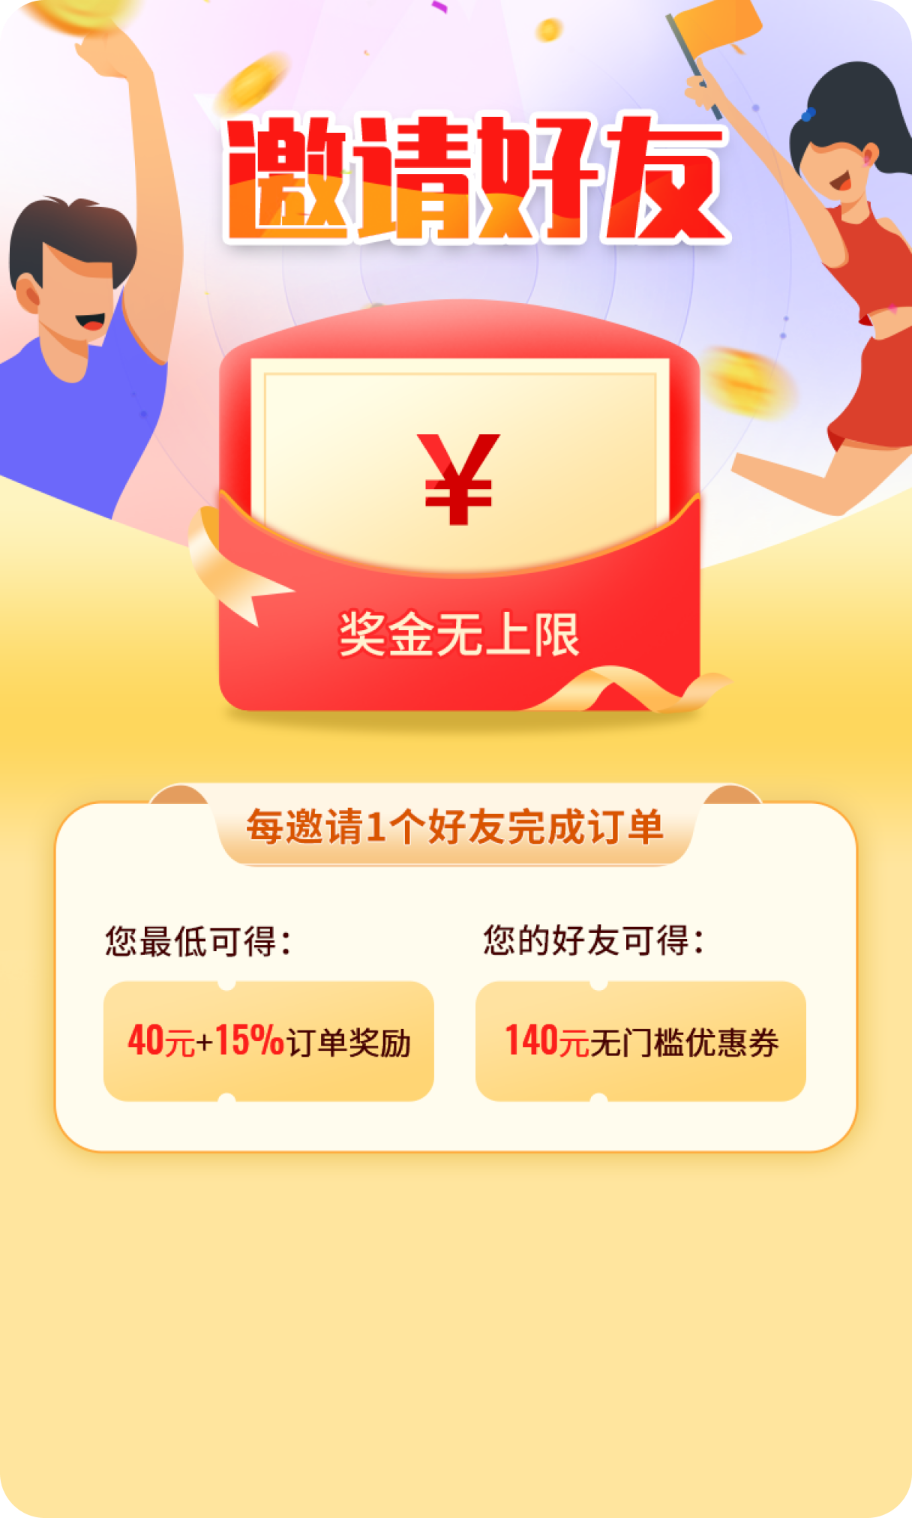 邀请好友
¥
奖金无上限
每邀请1个好友完成订单
您最低可得：
40元+15%订单奖励
您的好友可得：
140元无门槛优惠券